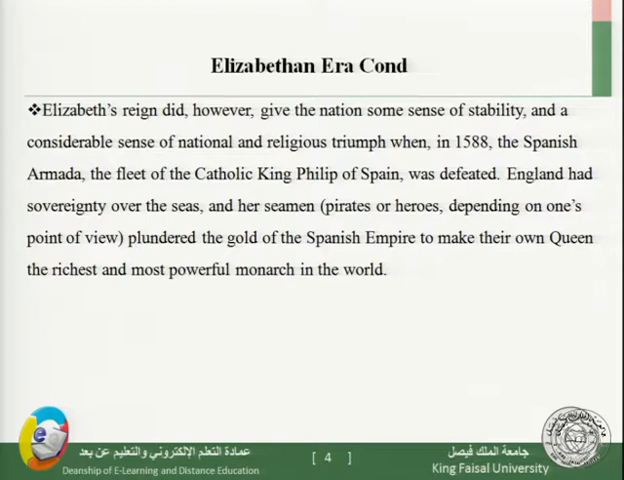 Elizabethan Era Cond
❖Elizabeth's reign did, however, give the nation some sense of stability, and a
considerable sense of national and religious triumph when, in 1588, the Spanish
Armada, the fleet of the Catholic King Philip of Spain, was defeated. England had
sovereignty over the seas, and her seamen (pirates or heroes, depending on one's
point of view) plundered the gold of the Spanish Empire to make their own Queen
the richest and most powerful monarch in the world.
عمادة التعلم الإلكتروني والتعليم عن بعد
Deanship of E-Learning and Distance Education
[ 4 ]
جامعة الملك فيصل
King Faisal University